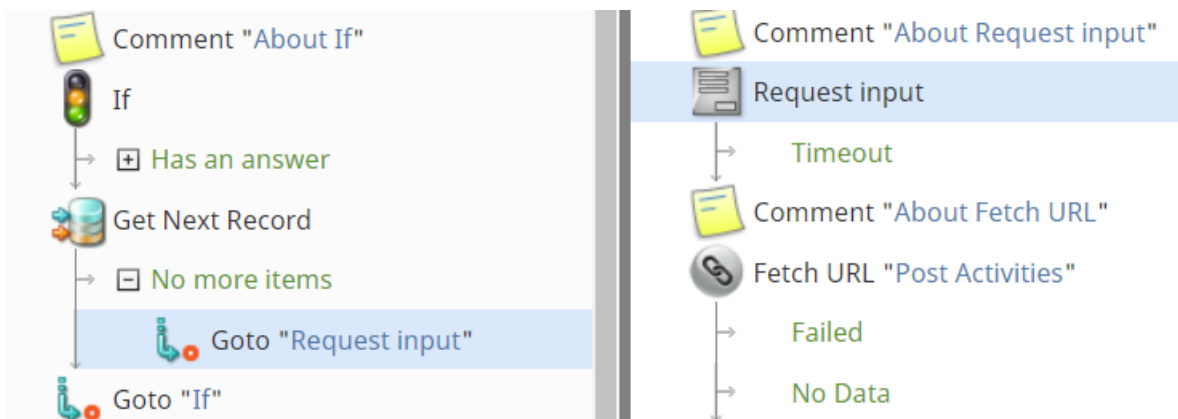 Comment "About If"
If
Has an answer
Get Next Record
No more items
Goto "Request input"
Goto "If"
Comment "About Request input"
Request input
Timeout
Comment "About Fetch URL"
Fetch URL "Post Activities"
Failed
No Data